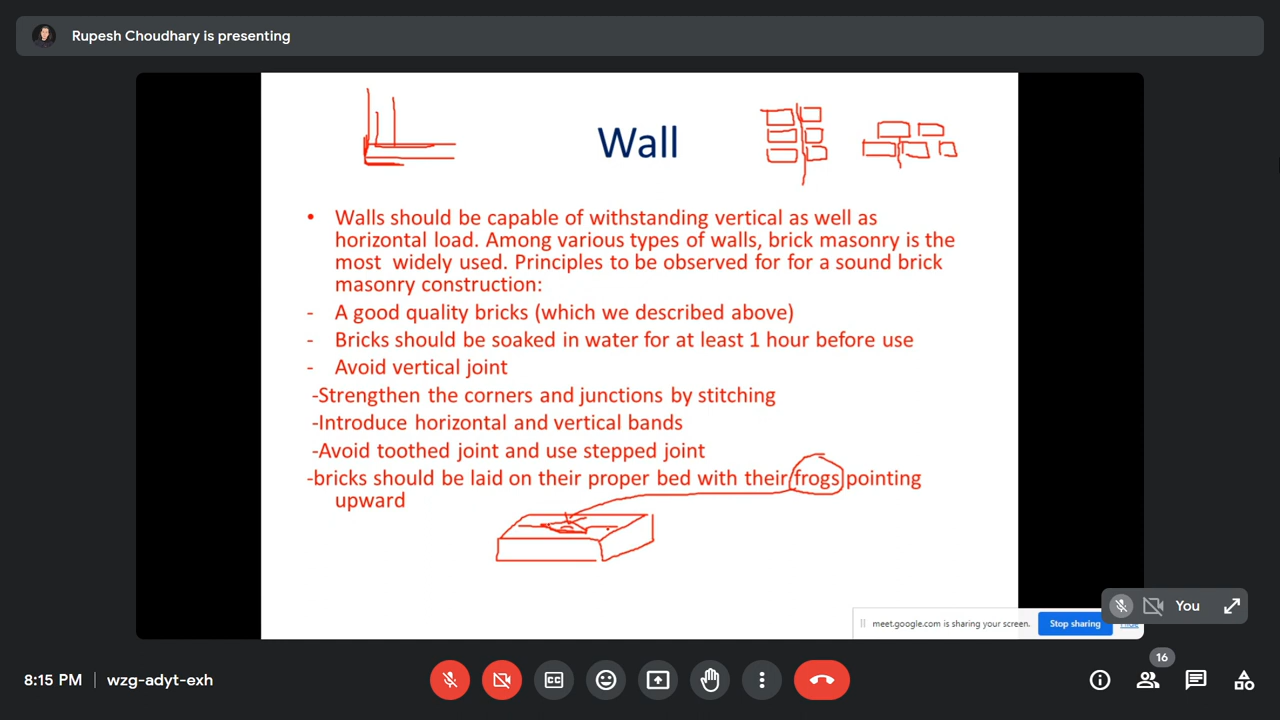 Rupesh Choudhary is presenting
Wall
• Walls should be capable of withstanding vertical as well as
horizontal load. Among various types of walls, brick masonry is the
most widely used. Principles to be observed for for a sound brick
masonry construction:
- A good quality bricks (which we described above)
- Bricks should be soaked in water for at least 1 hour before use
- Avoid vertical joint
-Strengthen the corners and junctions by stitching
-Introduce horizontal and vertical bands
-Avoid toothed joint and use stepped joint
-bricks should be laid on their proper bed with their frogs pointing
upward
You
meet.google.com is sharing your screen. Stop sharing Hide
8:15 PM | wzg-adyt-exh
16